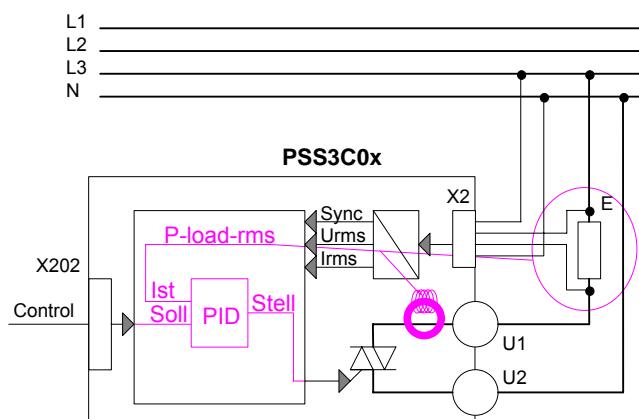 L1
L2
L3
N
PSS3C0x
X2
E
Sync
P-load-rms
Urms
Irms
X202
Ist
Control
Soll
PID
Stell
U1
U2